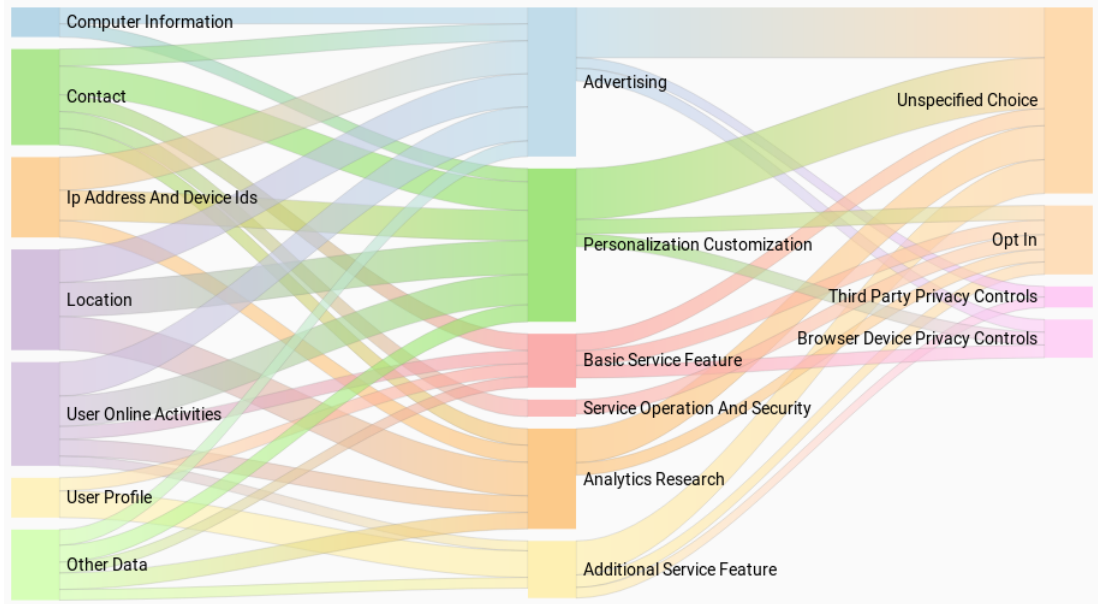 Computer Information
Contact
Ip Address And Device Ids
Location
User Online Activities
User Profile
Other Data
Advertising
Personalization Customization
Basic Service Feature
Service Operation And Security
Analytics Research
Additional Service Feature
Unspecified Choice
Opt In
Third Party Privacy Controls
Browser Device Privacy Controls